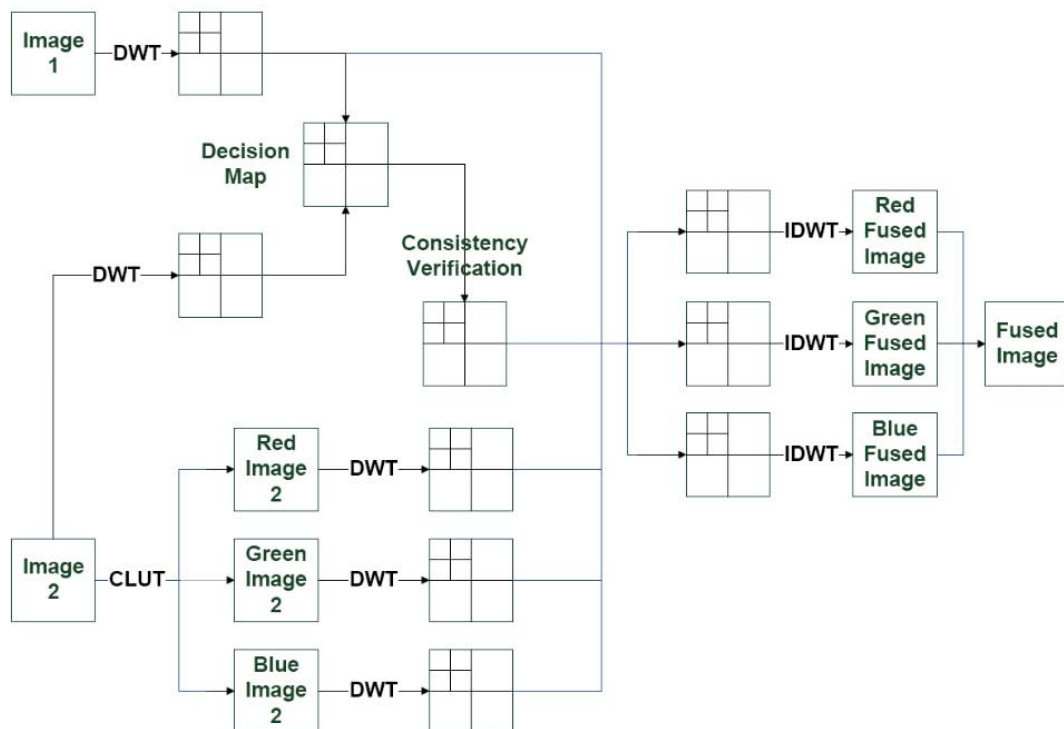 Image
1
DWT
Decision
Map
DWT
Consistency
Verification
Image
2
CLUT
Red
Image
2
DWT
Green
Image
2
DWT
Blue
Image
2
DWT
IDWT
Red
Fused
Image
IDWT
Green
Fused
Image
IDWT
Blue
Fused
Image
Fused
Image